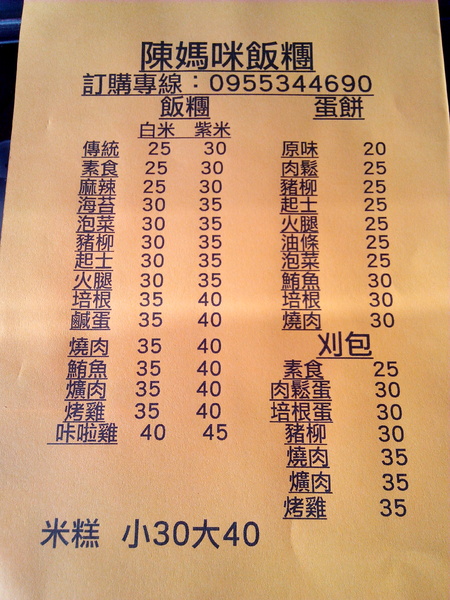 陳媽咪飯糰
訂購專線：0955344690
飯糰
白米 紫米
傳統 25 30
素食 25 30
麻辣 25 30
海苔 30 35
泡菜 30 35
豬柳 30 35
起士 30 35
火腿 30 35
培根 35 40
鹹蛋 35 40
燒肉 35 40
鮪魚 35 40
爌肉 35 40
烤雞 35 40
咔啦雞 40 45
蛋餅
原味 20
肉鬆 25
豬柳 25
起士 25
火腿 25
油條 25
泡菜 25
鮪魚 30
培根 30
燒肉 30
刈包
素食 25
肉鬆蛋 30
培根蛋 30
豬柳 30
燒肉 35
爌肉 35
烤雞 35
米糕 小30大40